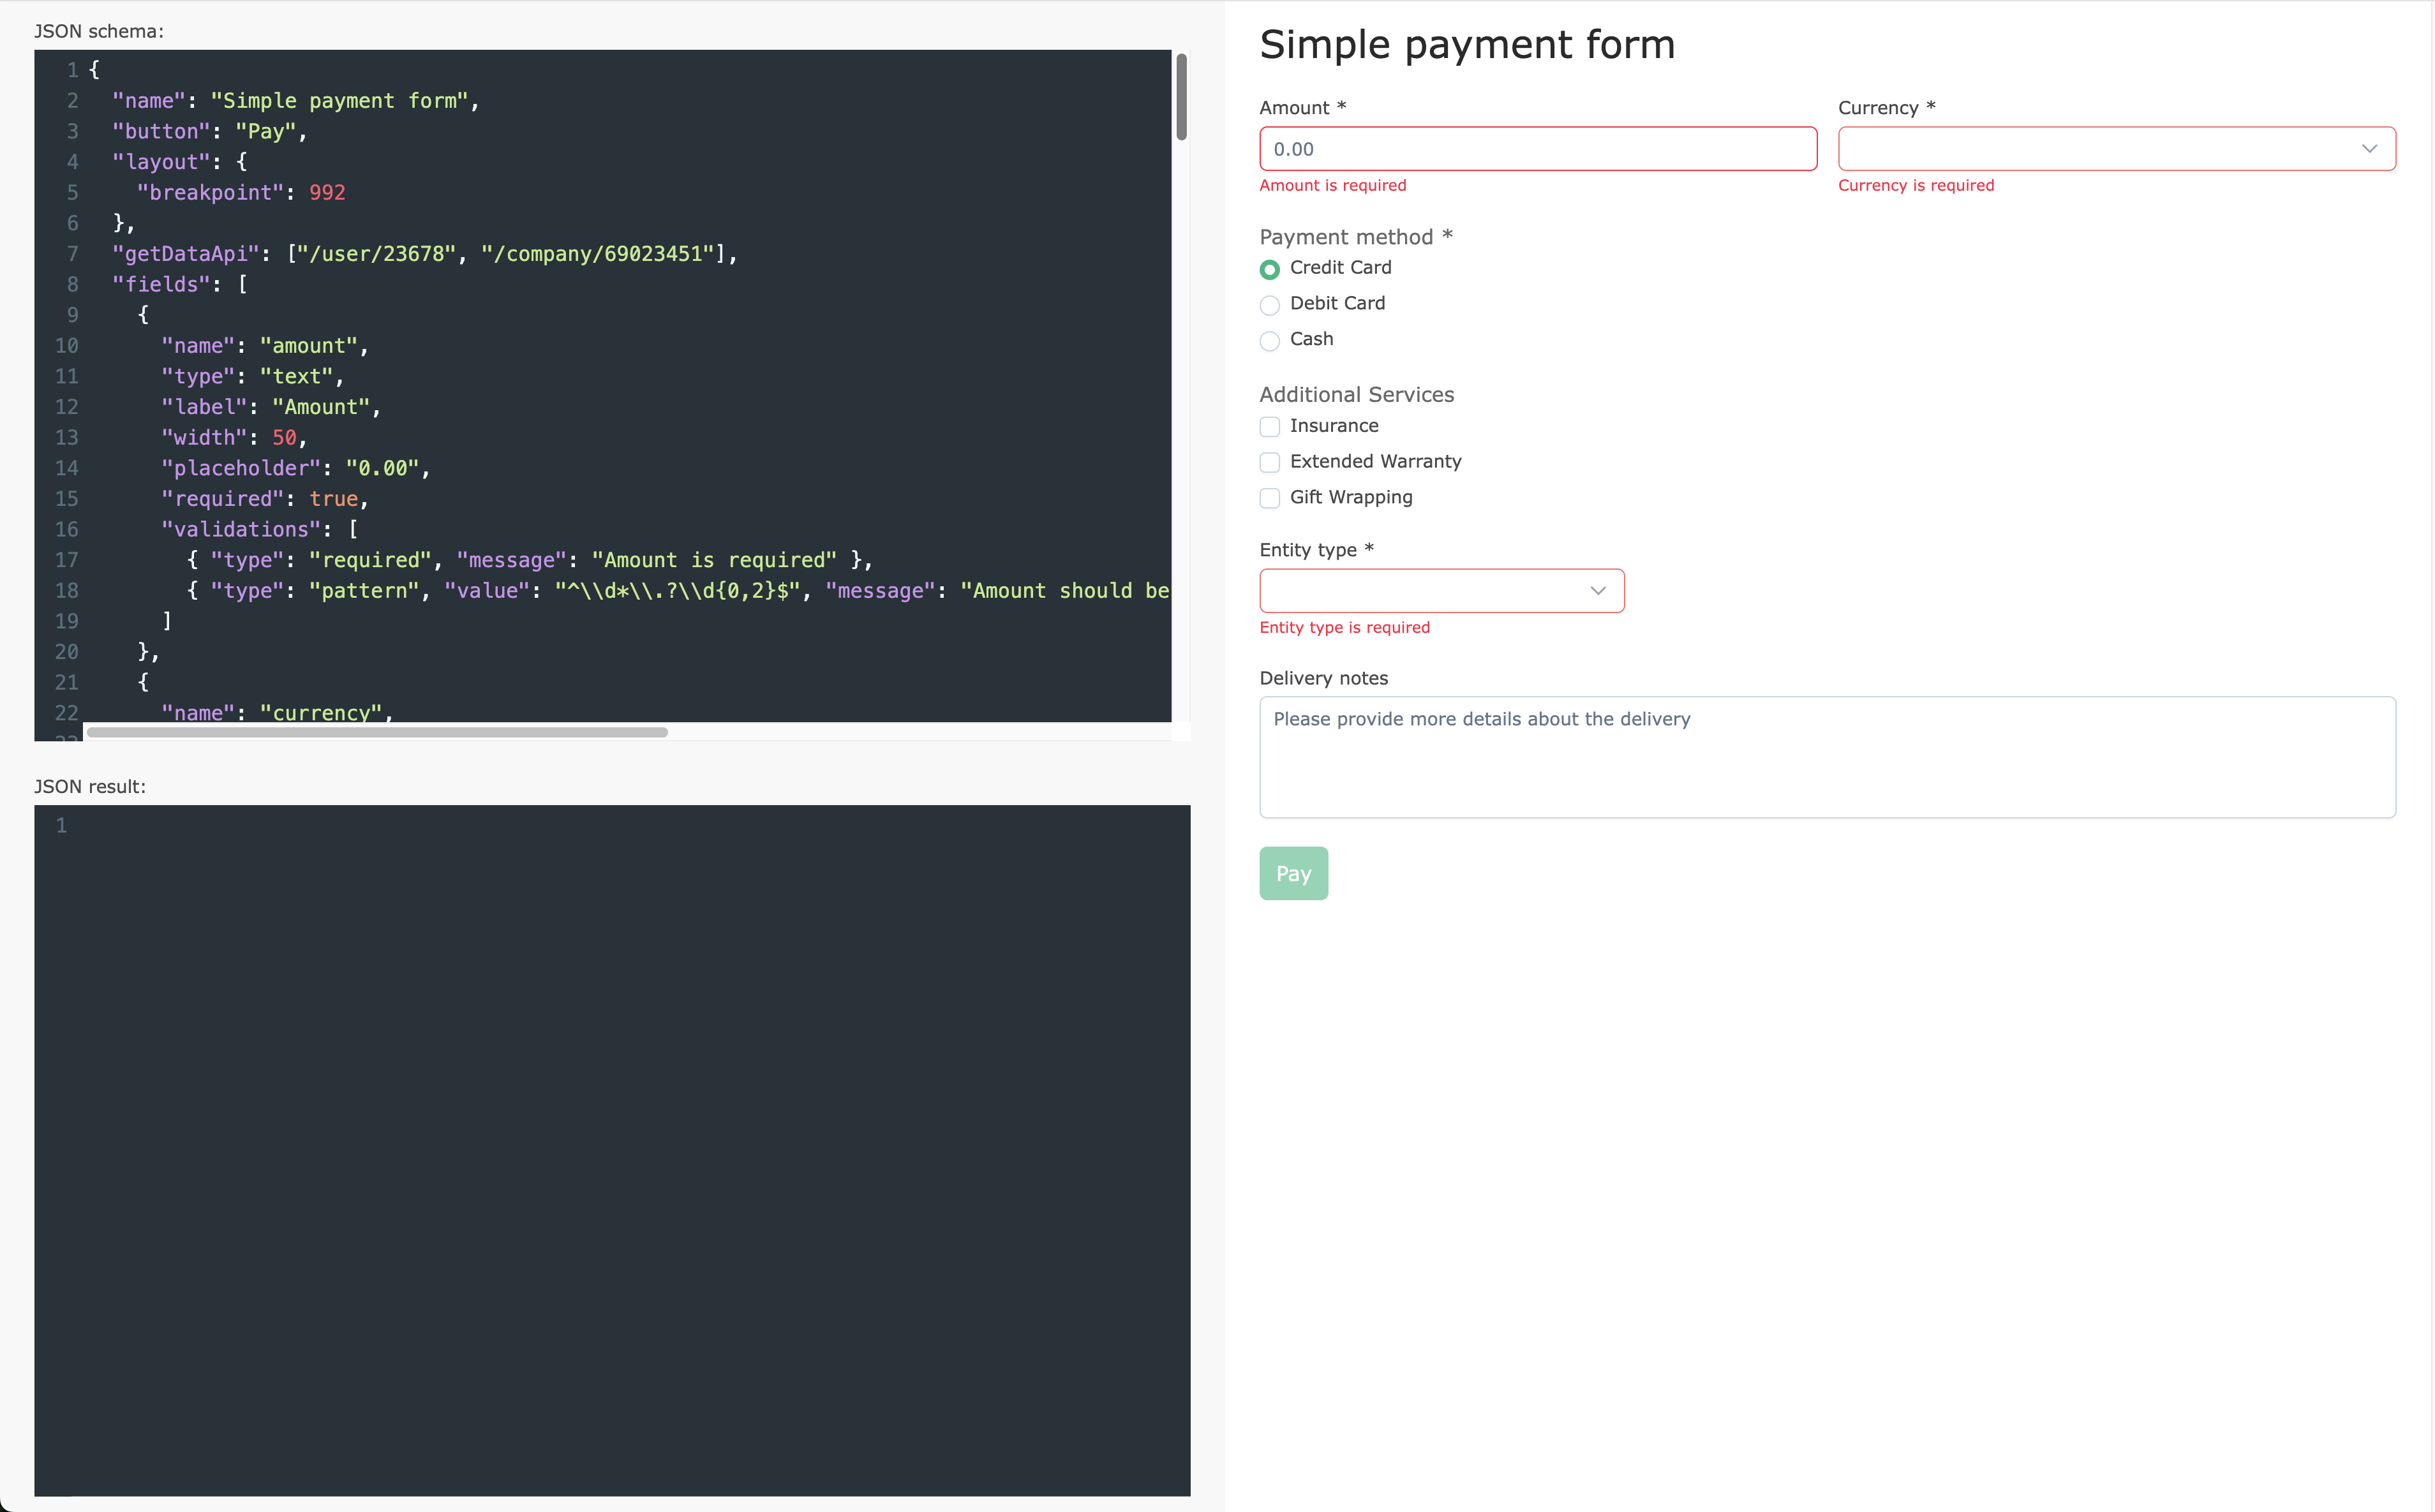 JSON schema:
1 {
2 "name": "Simple payment form",
3 "button": "Pay",
4 "layout": {
5 "breakpoint": 992
6 },
7 "getDataApi": ["/user/23678", "/company/69023451"],
8 "fields": [
9 {
10 "name": "amount",
11 "type": "text",
12 "label": "Amount",
13 "width": 50,
14 "placeholder": "0.00",
15 "required": true,
16 "validations": [
17 { "type": "required", "message": "Amount is required" },
18 { "type": "pattern", "value": "^\\d*\\.?\\d{0,2}$", "message": "Amount should be
19 ]
20 },
21 {
22 "name": "currency",
23
JSON result:
1
Simple payment form
Amount *
Currency *
0.00
Amount is required
Currency is required
Payment method *
Credit Card
Debit Card
Cash
Additional Services
Insurance
Extended Warranty
Gift Wrapping
Entity type *
Entity type is required
Delivery notes
Please provide more details about the delivery
Pay